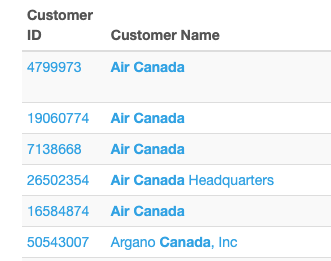 Customer
ID Customer Name
4799973 Air Canada
19060774 Air Canada
7138668 Air Canada
26502354 Air Canada Headquarters
16584874 Air Canada
50543007 Argano Canada, Inc